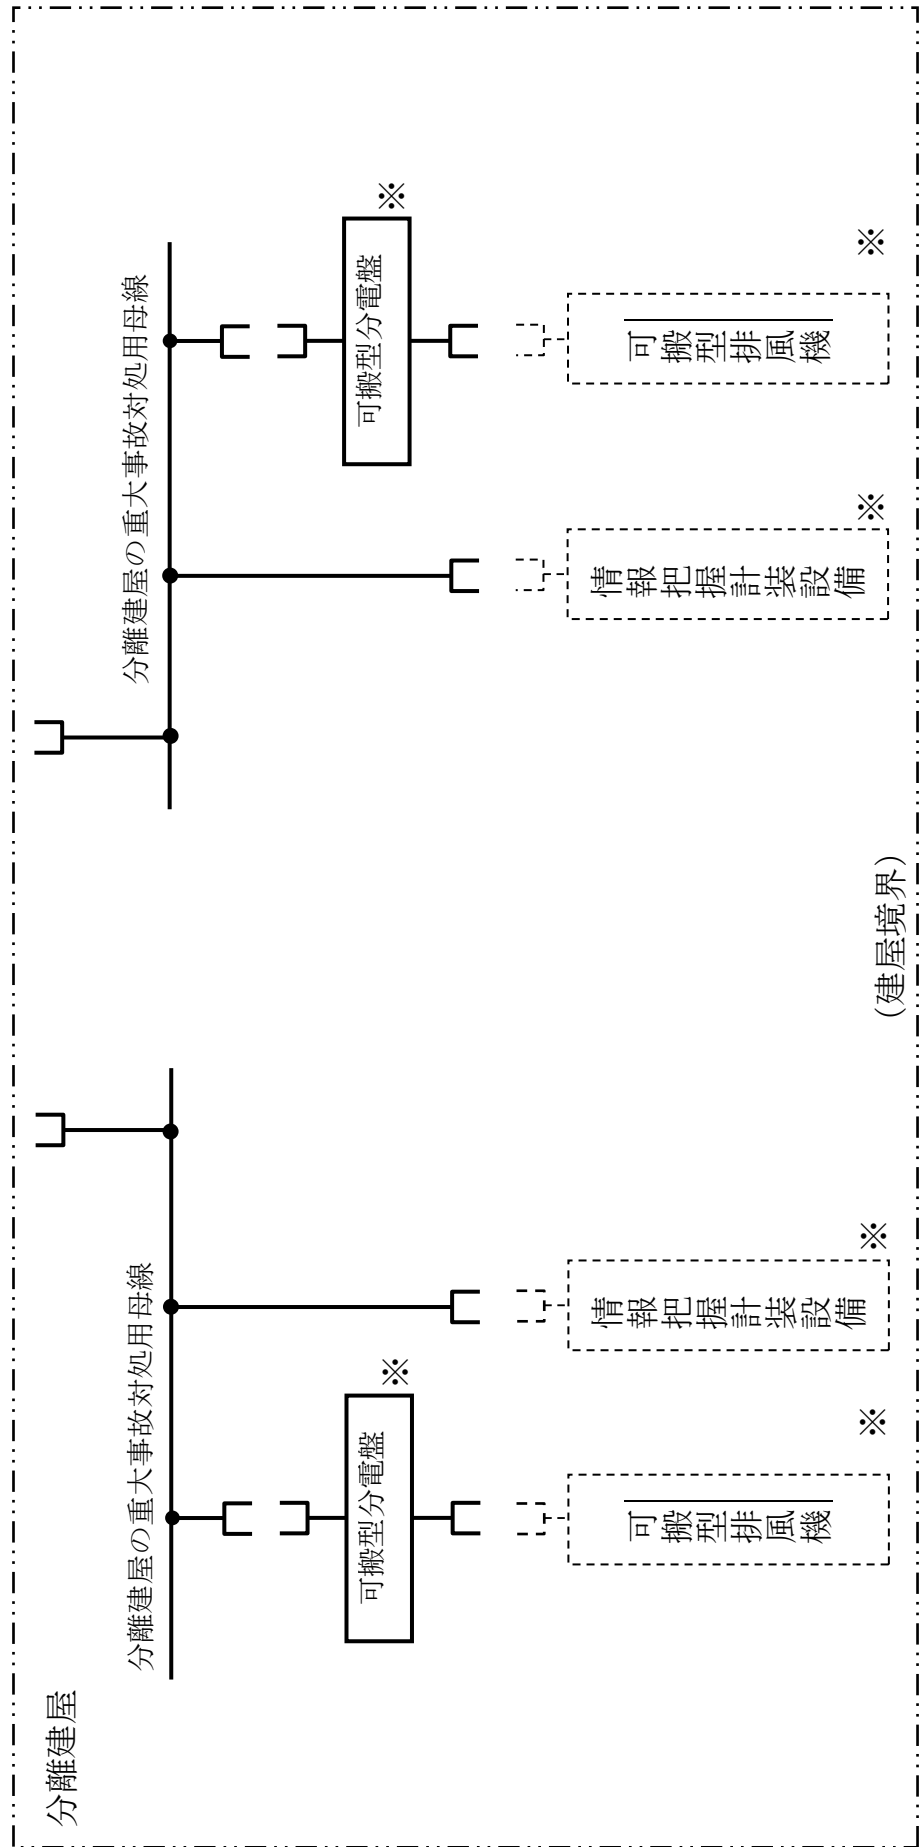 分離建屋
分離建屋の重大事故対処用母線
可搬型分電盤
※
可搬型排風機
※
情報把握計装設備
※
分離建屋の重大事故対処用母線
情報把握計装設備
※
可搬型分電盤
※
可搬型排風機
※
(建屋境界)